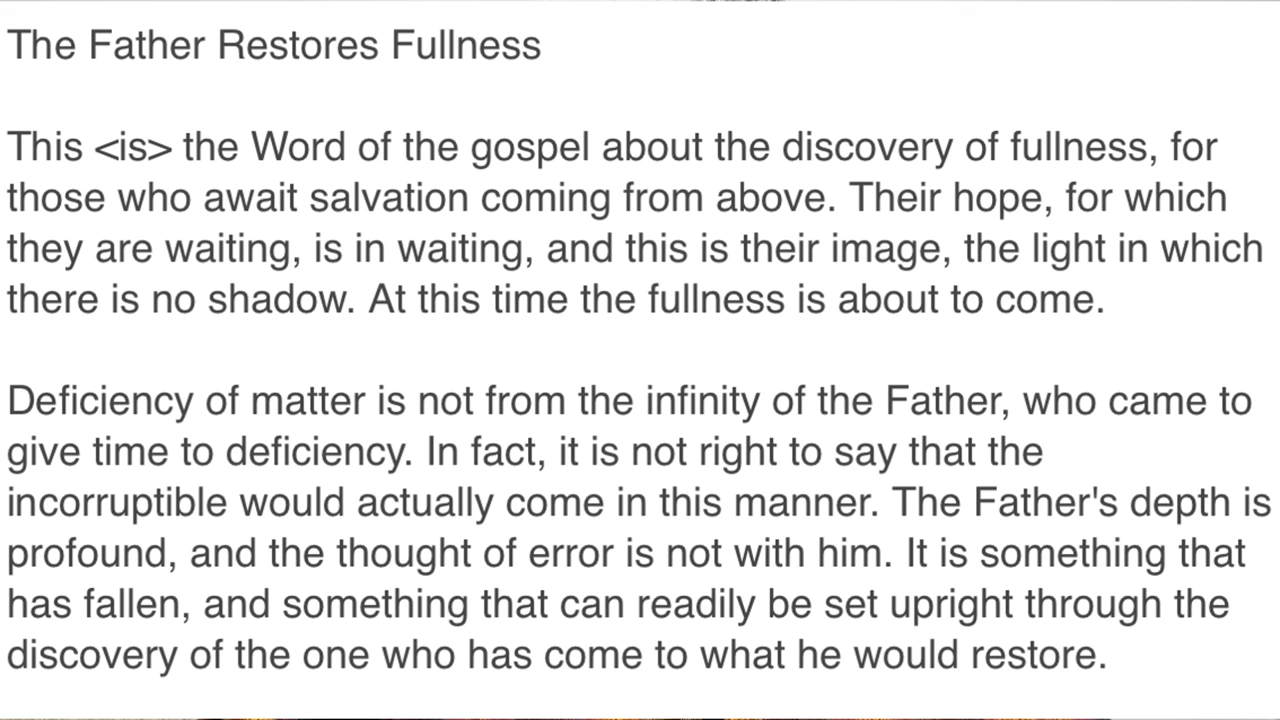 The Father Restores Fullness
This <is> the Word of the gospel about the discovery of fullness, for
those who await salvation coming from above. Their hope, for which
they are waiting, is in waiting, and this is their image, the light in which
there is no shadow. At this time the fullness is about to come.
Deficiency of matter is not from the infinity of the Father, who came to
give time to deficiency. In fact, it is not right to say that the
incorruptible would actually come in this manner. The Father's depth is
profound, and the thought of error is not with him. It is something that
has fallen, and something that can readily be set upright through the
discovery of the one who has come to what he would restore.